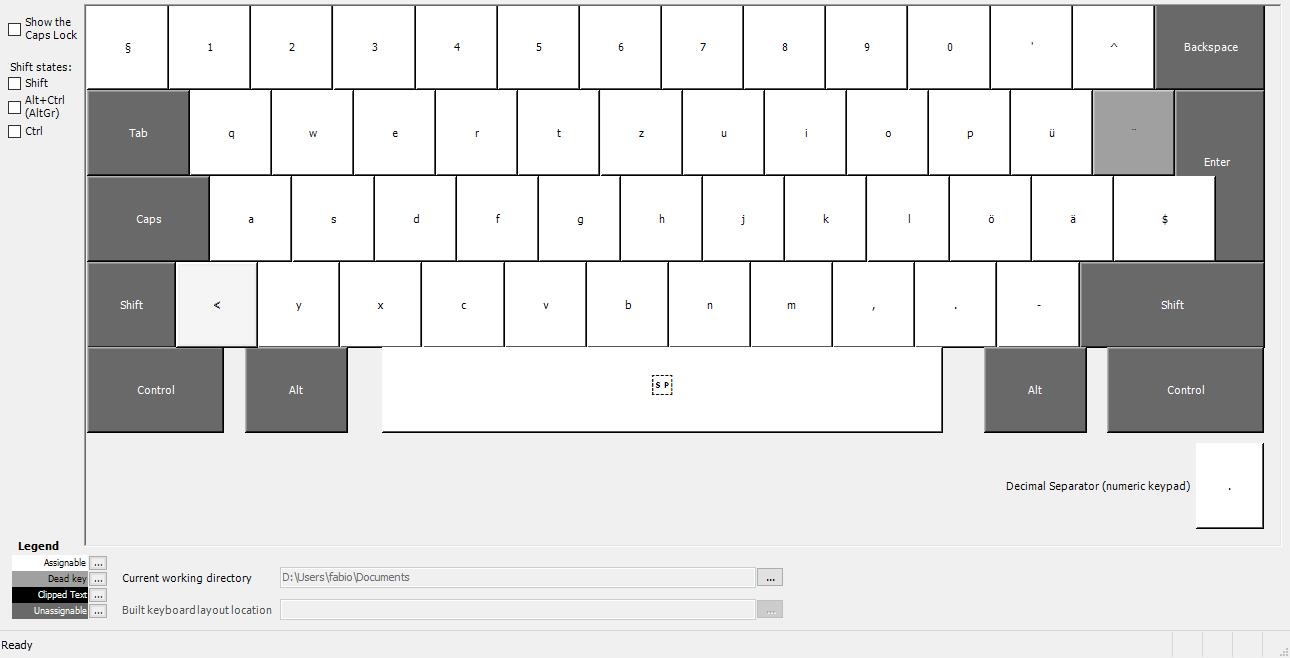 Show the
Caps Lock
Shift states:
Shift
Alt+Ctrl
(AltGr)
Ctrl
§ 1 2 3 4 5 6 7 8 9 0 ' ^ Backspace
Tab q w e r t z u i o p ü ¨ Enter
Caps a s d f g h j k l ö ä $
Shift < y x c v b n m , . - Shift
Control Alt SP Alt Control
Decimal Separator (numeric keypad) .
Legend
Assignable ...
Dead key ...
Clipped Text ...
Unassignable ...
Current working directory D:\Users\fabio\Documents ...
Built keyboard layout location ...
Ready